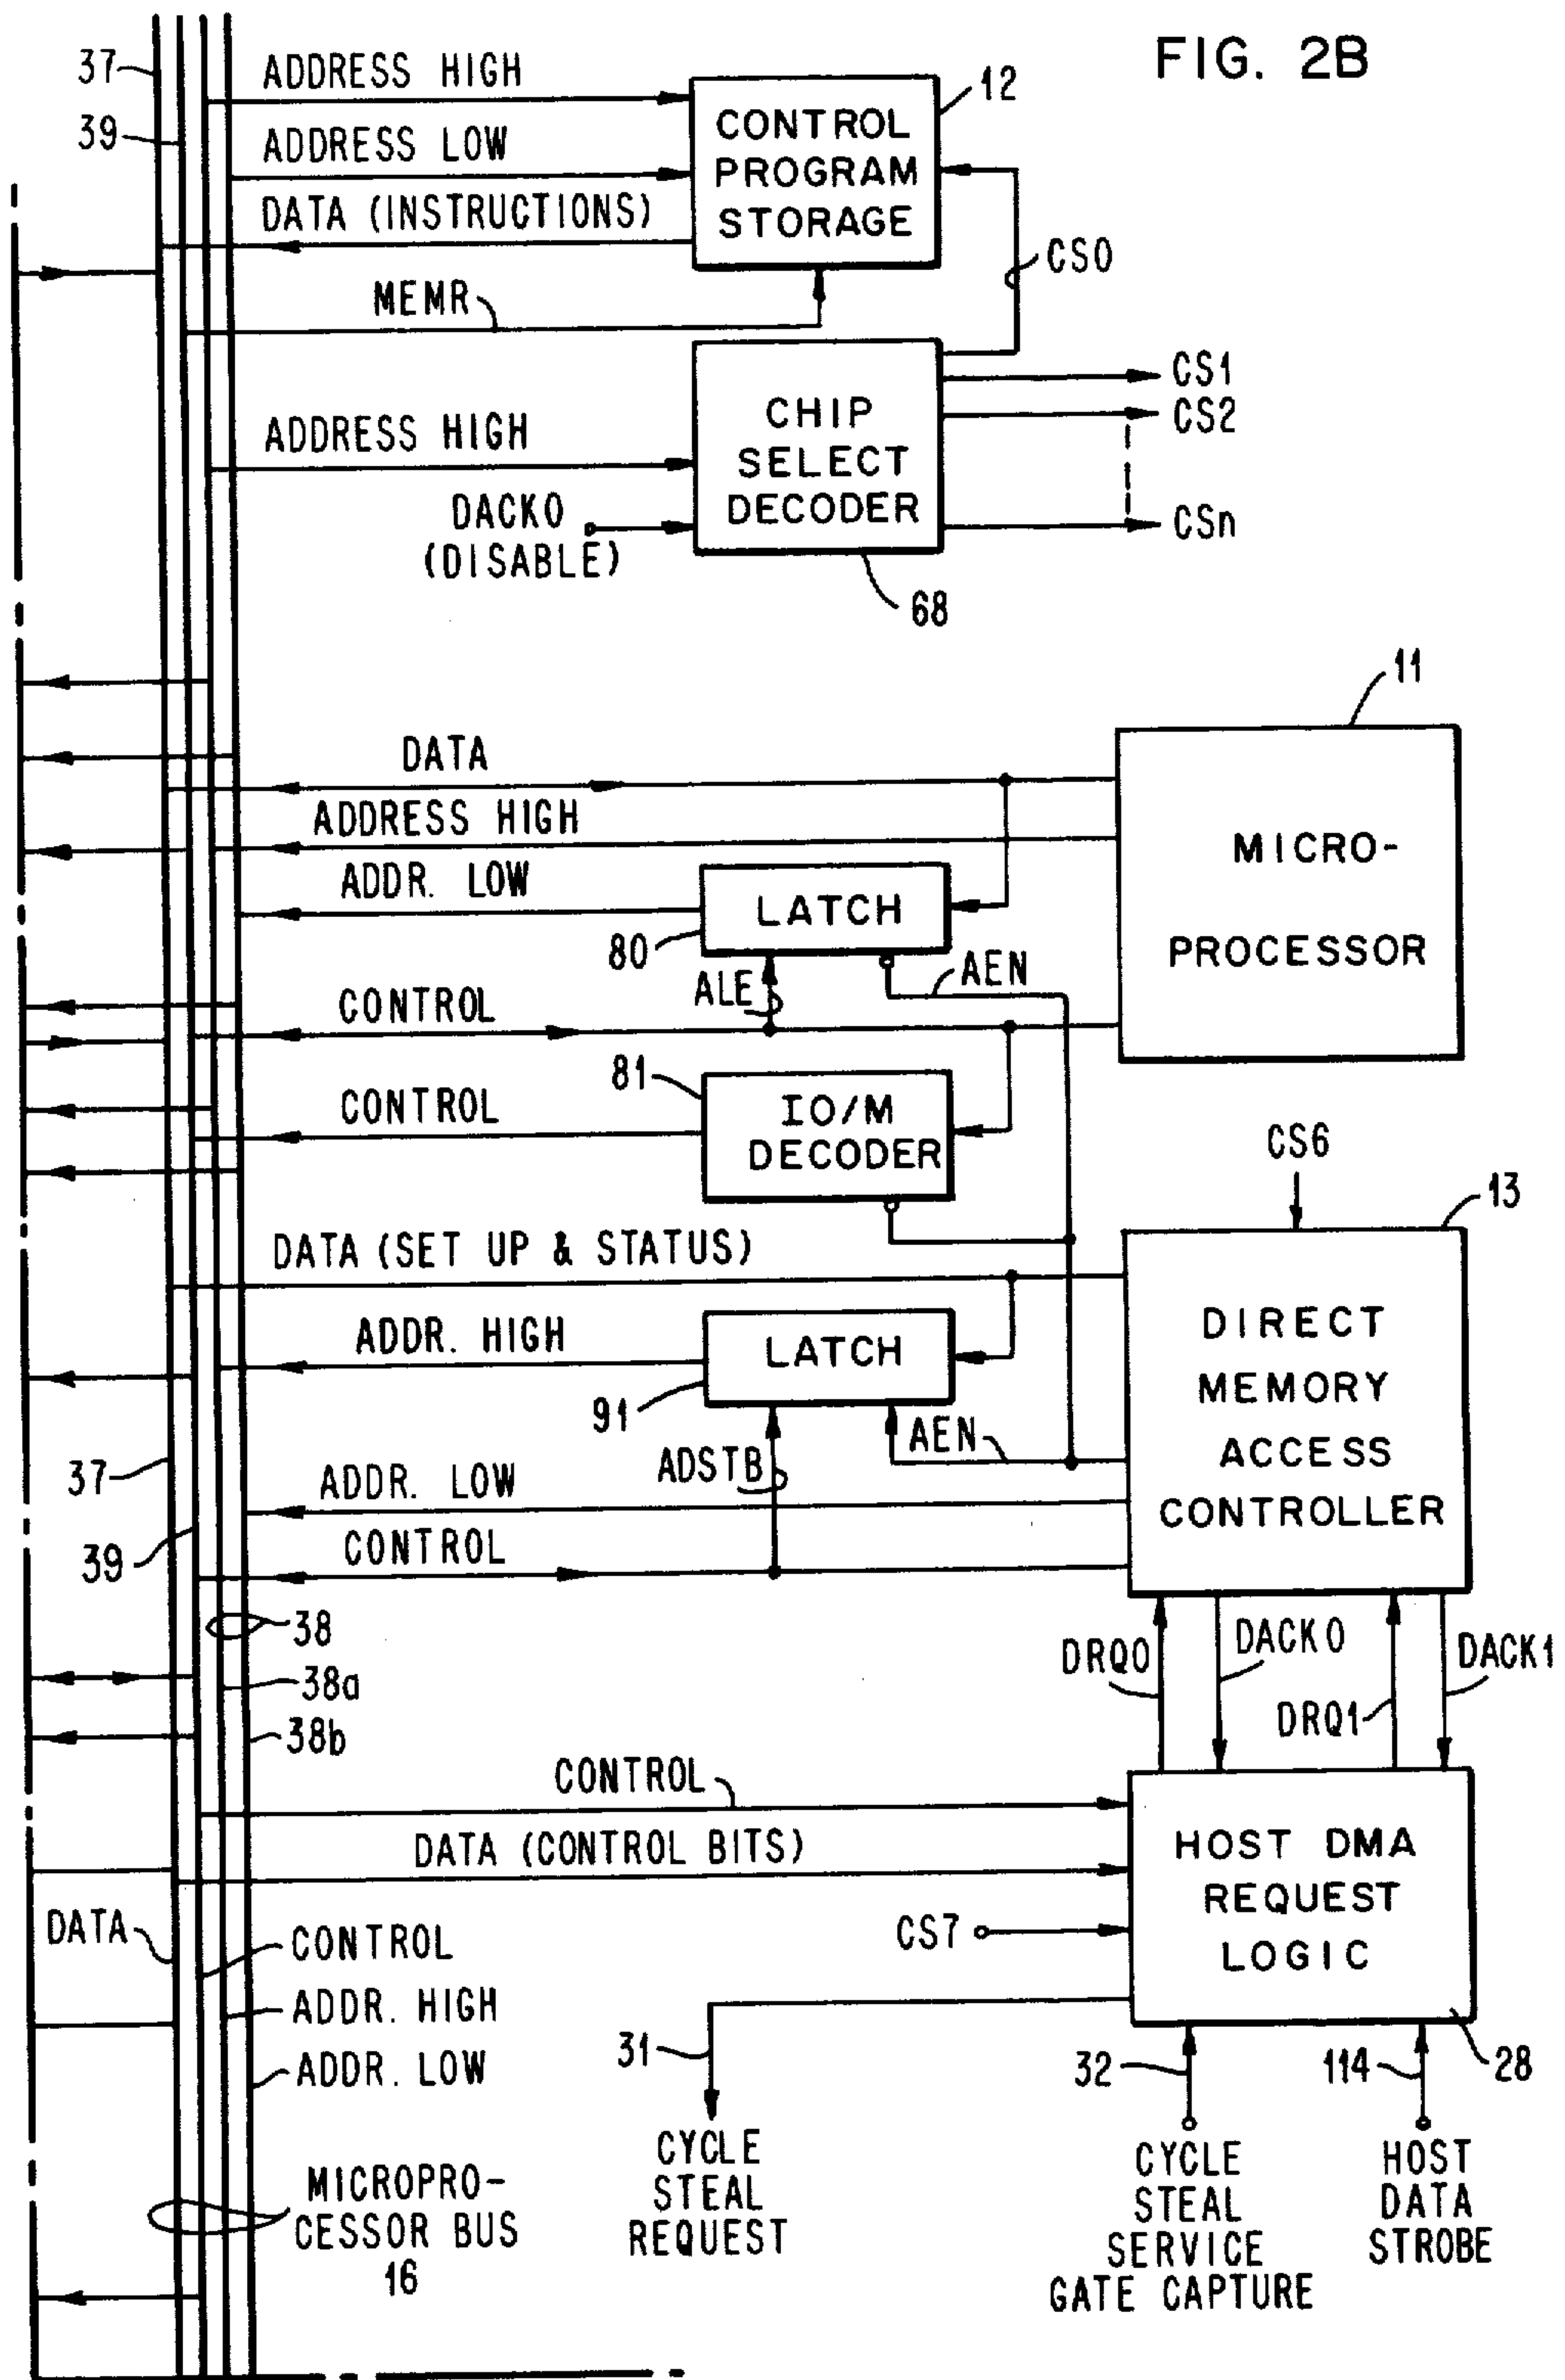 FIG. 2B
37
ADDRESS HIGH
12
39
ADDRESS LOW
DATA (INSTRUCTIONS)
CONTROL
PROGRAM
STORAGE
CS0
MEMR
CS1
CS2
CSn
ADDRESS HIGH
CHIP
SELECT
DECODER
DACK0
(DISABLE)
68
11
DATA
ADDRESS HIGH
MICRO-
PROCESSOR
ADDR. LOW
LATCH
80
AEN
ALE
CONTROL
81
CONTROL
IO/M
DECODER
CS6
13
DATA (SET UP & STATUS)
ADDR. HIGH
LATCH
91
DIRECT
MEMORY
ACCESS
CONTROLLER
AEN
ADSTB
37
ADDR. LOW
39
CONTROL
38
38a
38b
DRQ0
DACK0
DRQ1
DACK1
CONTROL
DATA (CONTROL BITS)
HOST DMA
REQUEST
LOGIC
CS7
DATA
CONTROL
ADDR. HIGH
ADDR. LOW
31
32
114
28
CYCLE
STEAL
REQUEST
CYCLE
STEAL
SERVICE
GATE CAPTURE
HOST
DATA
STROBE
MICROPRO-
CESSOR BUS
16